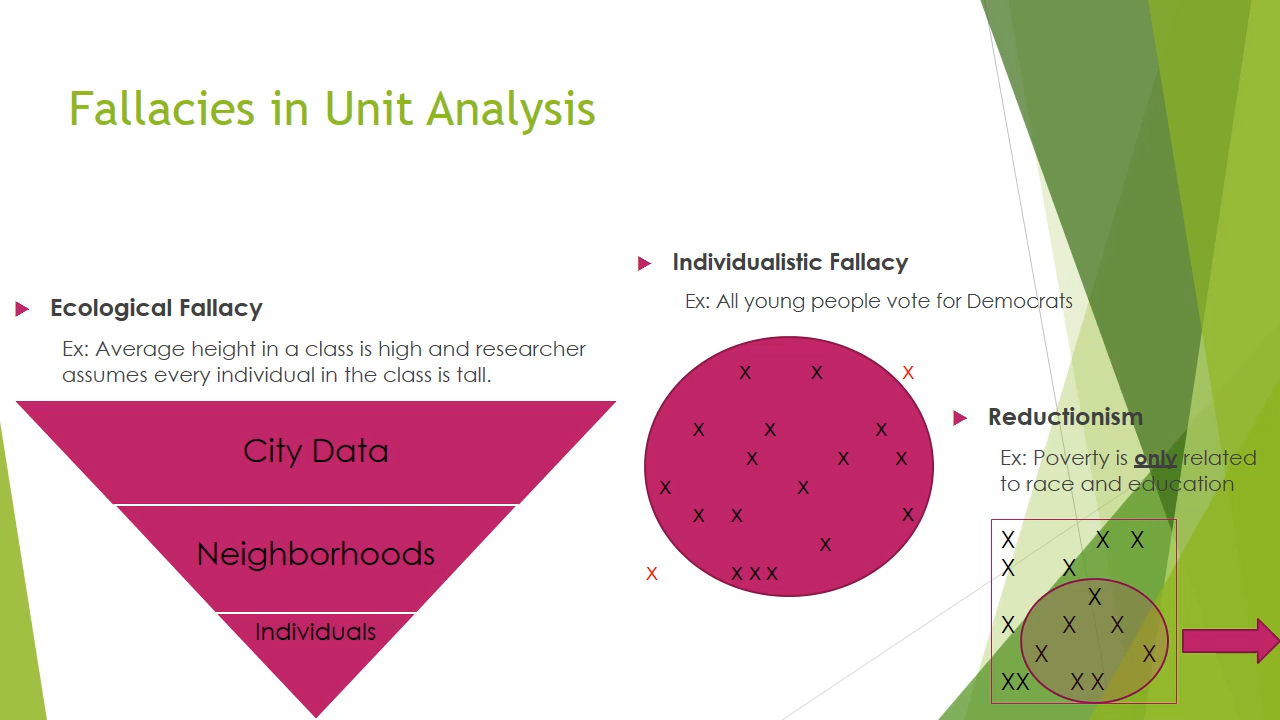 Fallacies in Unit Analysis
Ecological Fallacy
Ex: Average height in a class is high and researcher
assumes every individual in the class is tall.
City Data
Neighborhoods
Individuals
Individualistic Fallacy
Ex: All young people vote for Democrats
X X X
X X X
X X X
X X
X X X
X
X X X X
Reductionism
Ex: Poverty is only related
to race and education
X X X
X X
X
X X X
X X
XX X X